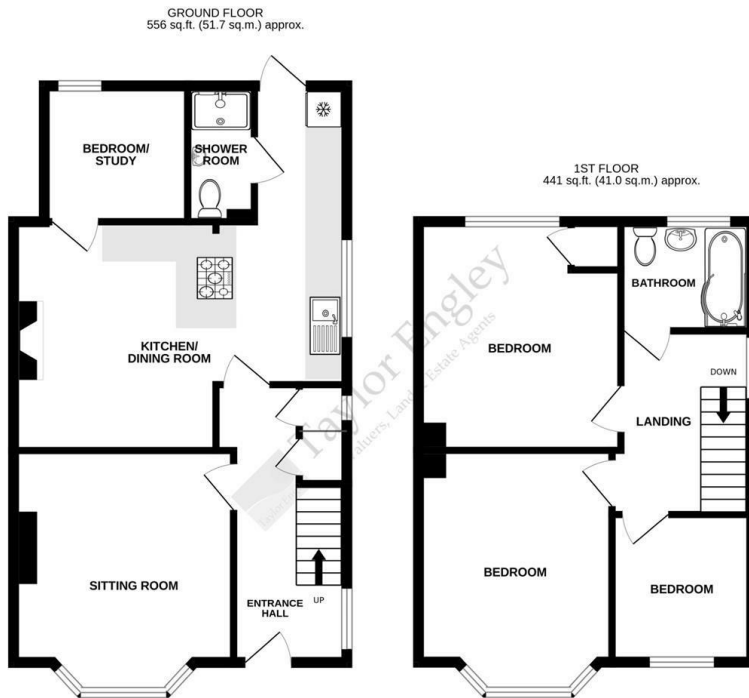 GROUND FLOOR
556 sq.ft. (51.7 sq.m.) approx.
BEDROOM/
STUDY
SHOWER
ROOM
KITCHEN/
DINING ROOM
SITTING ROOM
ENTRANCE
HALL
UP
1ST FLOOR
441 sq.ft. (41.0 sq.m.) approx.
BATHROOM
BEDROOM
DOWN
LANDING
BEDROOM
BEDROOM
Taylor Engley
Valuers, Land & Estate Agents